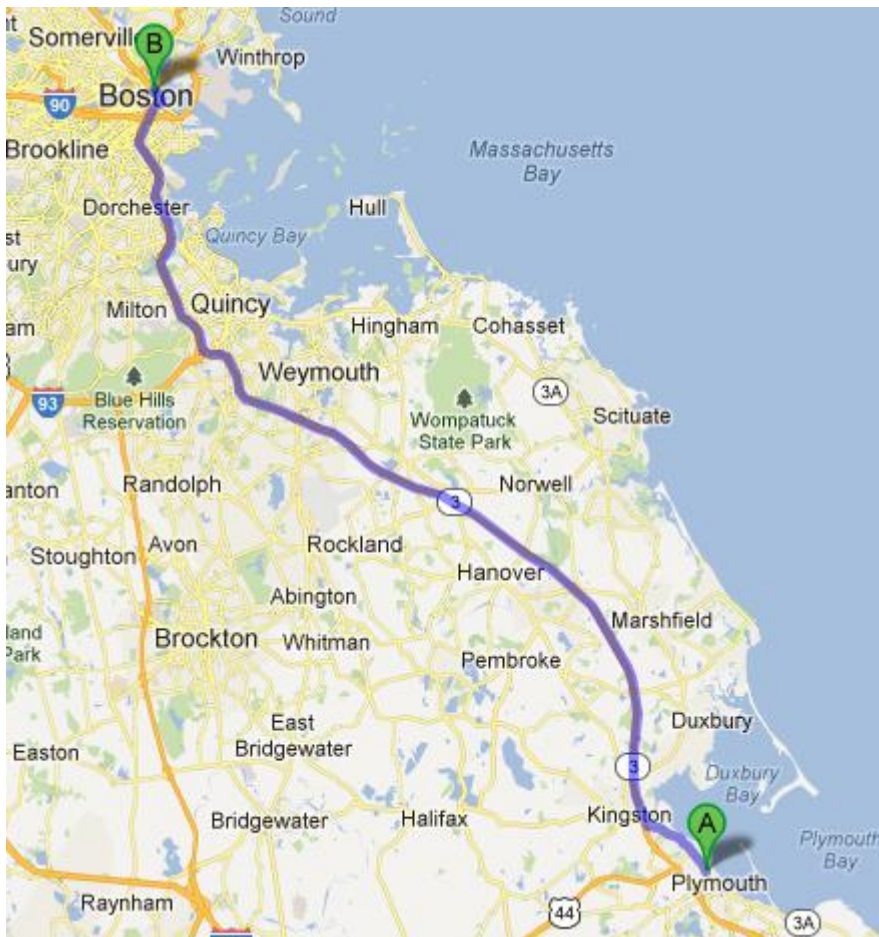 Sound
Somerville
B
Winthrop
90
Boston
Brookline
Massachusetts
Bay
Dorchester
Hull
Quincy Bay
Milton
Quincy
Hingham
Cohasset
Weymouth
93
Blue Hills
Reservation
3A
Wompatuck
State Park
Scituate
Randolph
3
Norwell
Stoughton
Avon
Rockland
Hanover
Abington
Marshfield
Brockton
Whitman
Pembroke
East
Bridgewater
Duxbury
Easton
3
Duxbury
Bay
Bridgewater
Halifax
Kingston
A
Plymouth
Bay
Plymouth
Raynham
44
3A